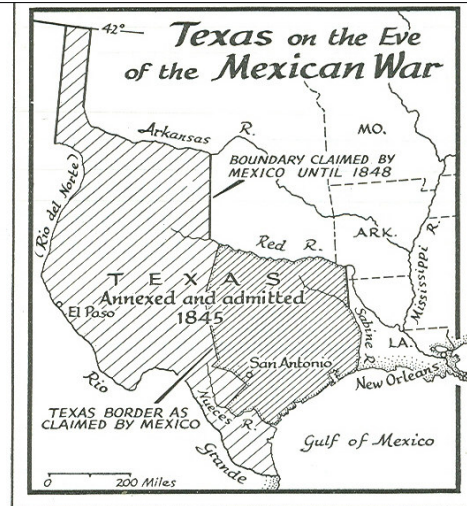 Texas on the Eve
of the Mexican War
42°
Arkansas R.
MO.
BOUNDARY CLAIMED BY
MEXICO UNTIL 1848
(Rio del Norte)
ARK.
Mississippi R.
Red R.
TEXAS
Annexed and admitted
1845
El Paso
Sabine R.
LA.
San Antonio
New Orleans
Rio Grande
Nueces R.
TEXAS BORDER AS
CLAIMED BY MEXICO
Gulf of Mexico
0 200 Miles